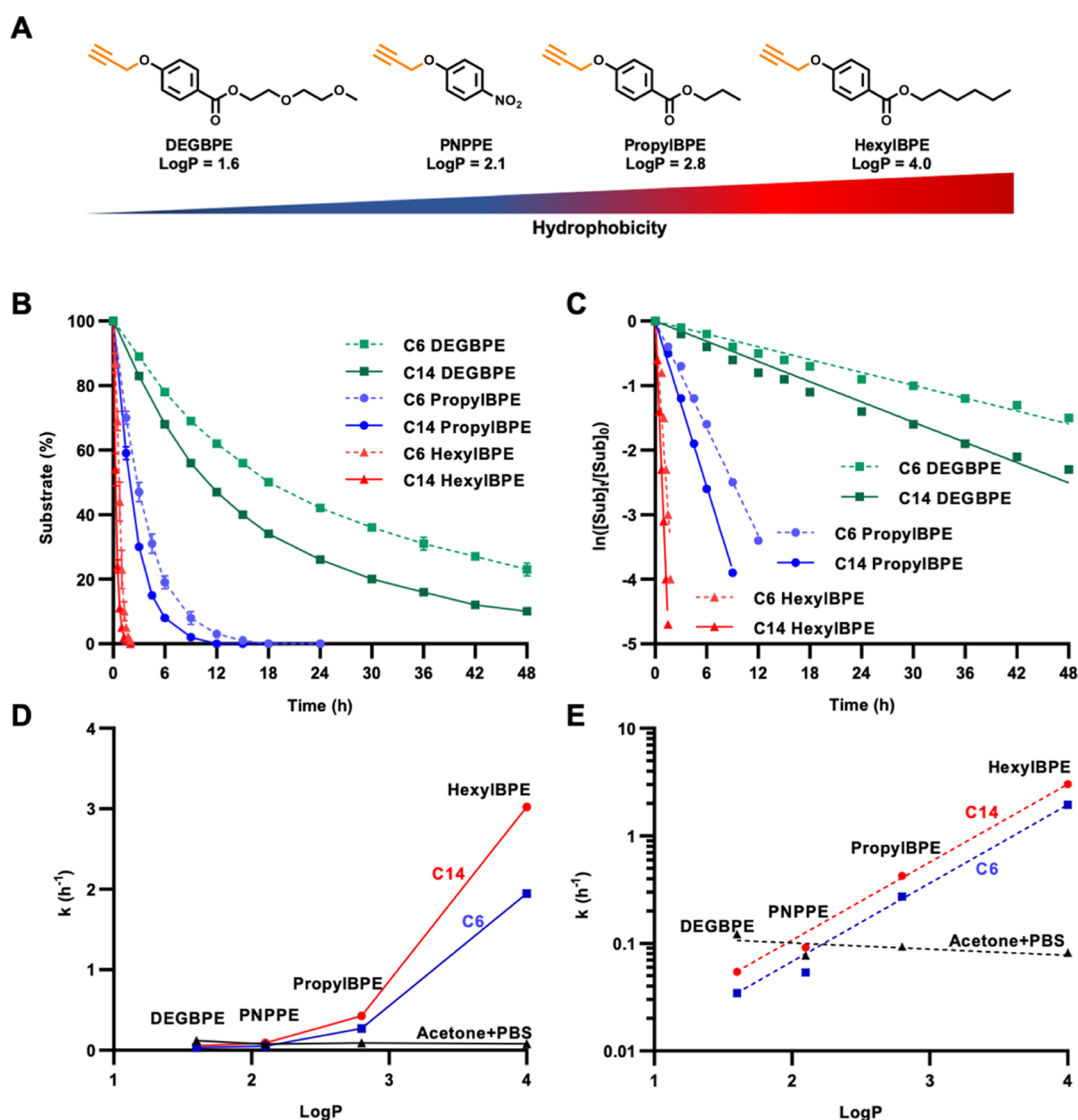 A
O
O
O
O
O
DEGBPE
LogP = 1.6
O
NO2
PNPPE
LogP = 2.1
O
O
O
PropylBPE
LogP = 2.8
O
O
O
HexylBPE
LogP = 4.0
Hydrophobicity
B
Substrate (%)
100
80
60
40
20
0
0 6 12 18 24 30 36 42 48
Time (h)
C6 DEGBPE
C14 DEGBPE
C6 PropylBPE
C14 PropylBPE
C6 HexylBPE
C14 HexylBPE
C
ln([Sub]t/[Sub]0)
0
-1
-2
-3
-4
-5
0 6 12 18 24 30 36 42 48
Time (h)
C6 DEGBPE
C14 DEGBPE
C6 PropylBPE
C14 PropylBPE
C6 HexylBPE
C14 HexylBPE
D
k (h-1)
4
3
2
1
0
1 2 3 4
LogP
HexylBPE
C14
C6
PropylBPE
DEGBPE
PNPPE
Acetone+PBS
E
k (h-1)
10
1
0.1
0.01
1 2 3 4
LogP
HexylBPE
C14
PropylBPE
C6
PNPPE
DEGBPE
Acetone+PBS